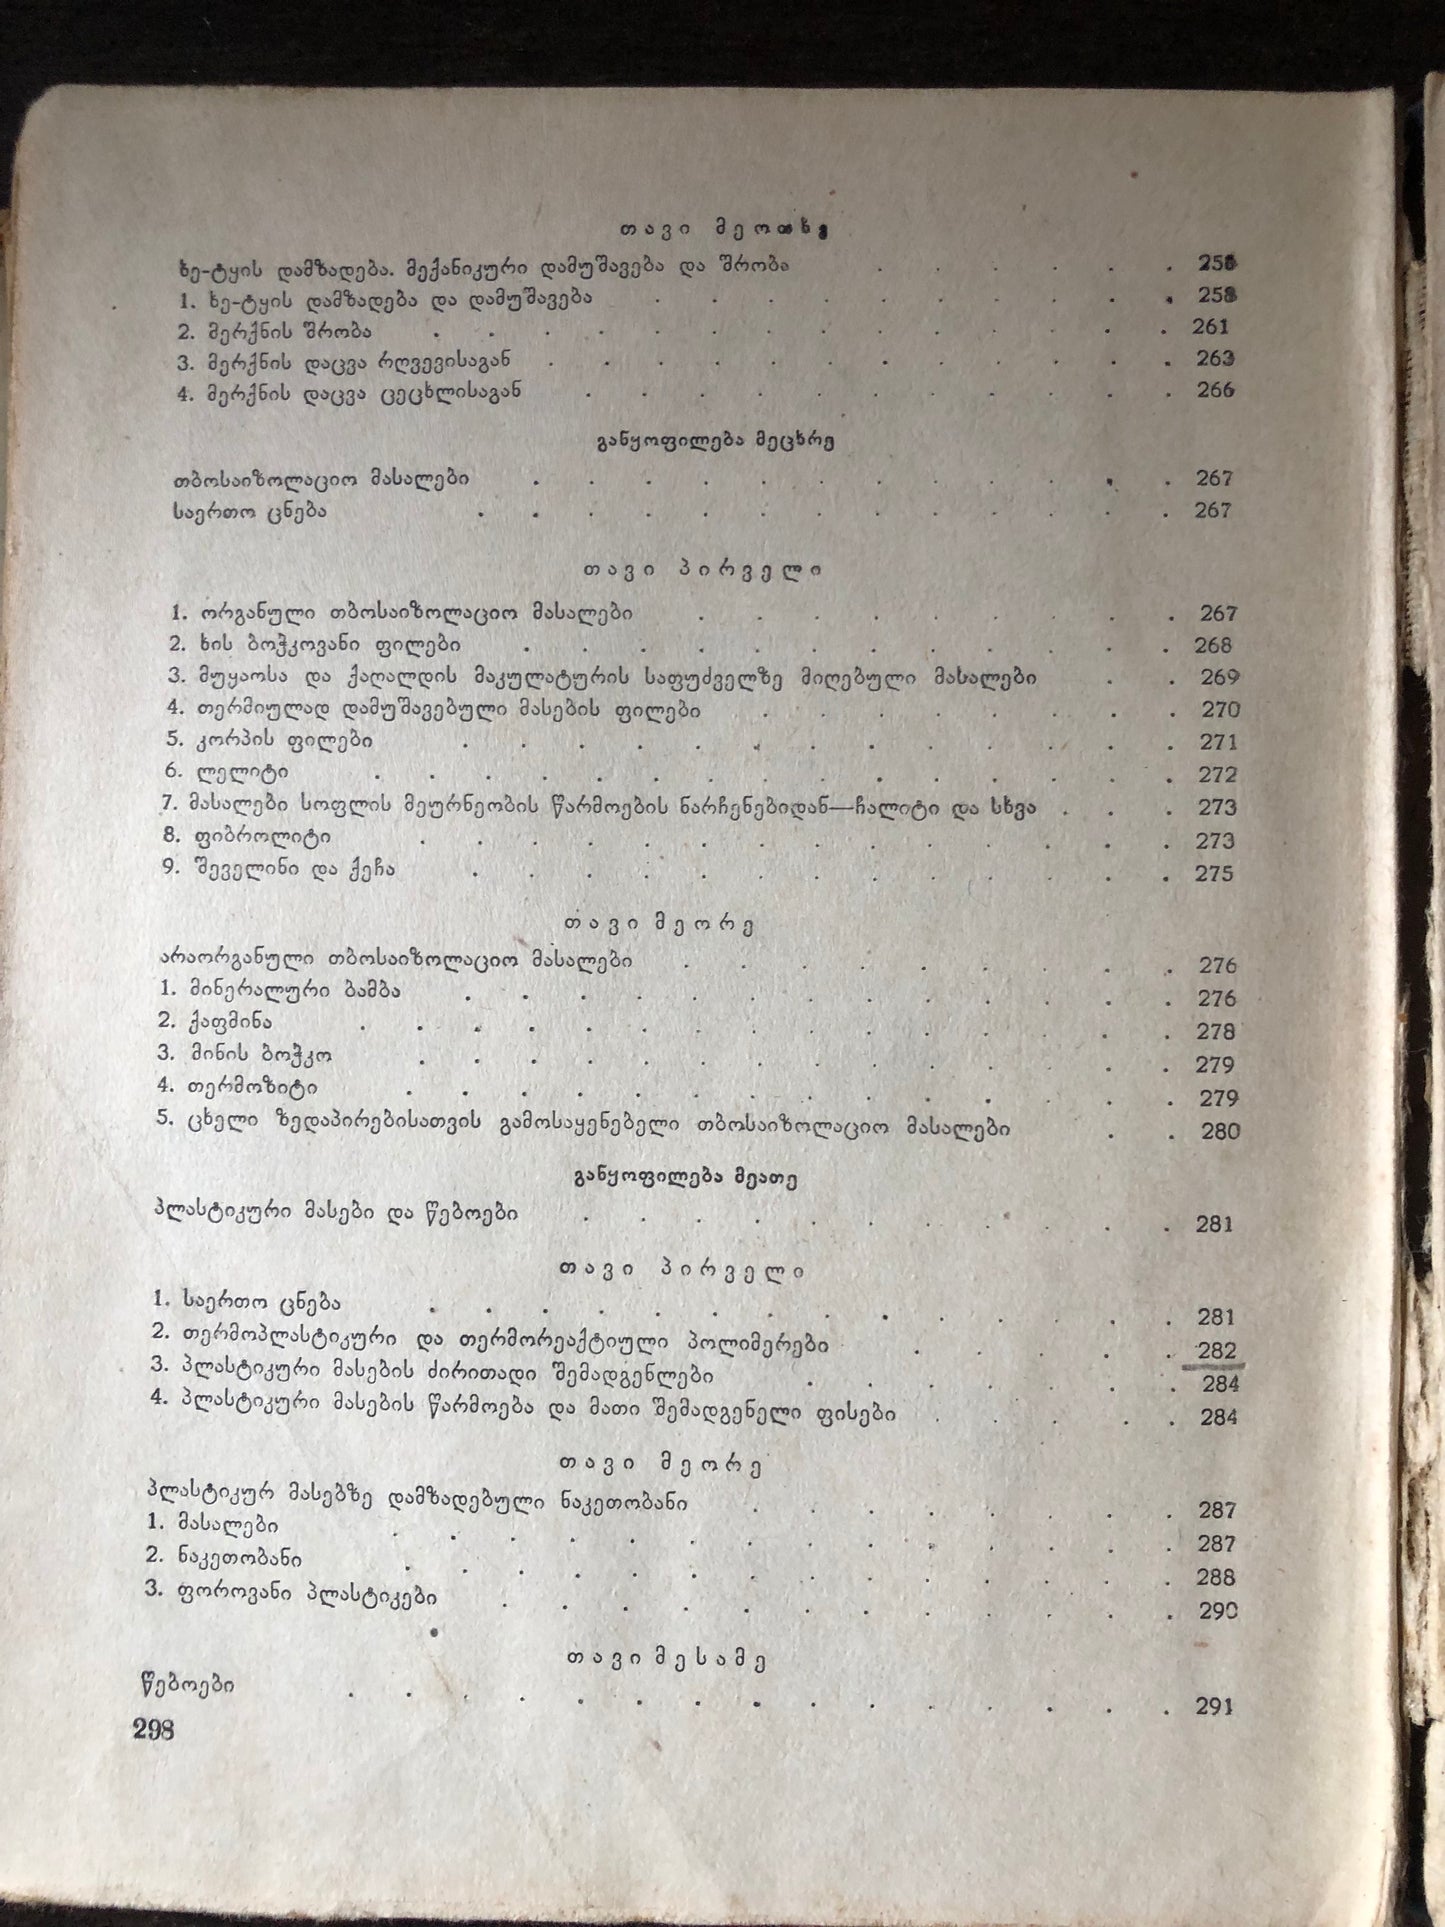 თავი მეოთხე
ხე-ტყის დამზადება. მექანიკური დამუშავება და შრობა . . . . . . 258
1. ხე-ტყის დამზადება და დამუშავება . . . . . . . . . . 258
2. მერქნის შრობა . . . . . . . . . . . . . . 261
3. მერქნის დაცვა რღვევისაგან . . . . . . . . . . . . 263
4. მერქნის დაცვა ცეცხლისაგან . . . . . . . . . . . 266
განყოფილება მეცხრე
თბოსაიზოლაციო მასალები . . . . . . . . . . . . 267
საერთო ცნება . . . . . . . . . . . . . 267
თავი პირველი
1. ორგანული თბოსაიზოლაციო მასალები . . . . . . . . . 267
2. ხის ბოჭკოვანი ფილები . . . . . . . . . . . . 268
3. მუყაოსა და ქაღალდის მაკულატურის საფუძველზე მიღებული მასალები . . 269
4. თერმიულად დამუშავებული მასების ფილები . . . . . . . . 270
5. კორპის ფილები . . . . . . . . . . . . . 271
6. ლელიტი . . . . . . . . . . . . . . . 272
7. მასალები სოფლის მეურნეობის წარმოების ნარჩენებიდან—ჩალიტი და სხვა . . . 273
8. ფიბროლიტი . . . . . . . . . . . . . . 273
9. შეველინი და ქეჩა . . . . . . . . . . . . . 275
თავი მეორე
არაორგანული თბოსაიზოლაციო მასალები . . . . . . . . . 276
1. მინერალური ბამბა . . . . . . . . . . . . . 276
2. ქაფმინა . . . . . . . . . . . . . . . 278
3. მინის ბოჭკო . . . . . . . . . . . . . . 279
4. თერმოზიტი . . . . . . . . . . . . . . 279
5. ცხელი ზედაპირებისათვის გამოსაყენებელი თბოსაიზოლაციო მასალები . . 280
განყოფილება მეათე
პლასტიკური მასები და წებოები . . . . . . . . . . . 281
თავი პირველი
1. საერთო ცნება . . . . . . . . . . . . . . 281
2. თერმოპლასტიკური და თერმორეაქტიული პოლიმერები . . . . . 282
3. პლასტიკური მასების ძირითადი შემადგენლები . . . . . . . 284
4. პლასტიკური მასების წარმოება და მათი შემადგენელი ფისები . . . . . 284
თავი მეორე
პლასტიკურ მასებზე დამზადებული ნაკეთობანი . . . . . . . . 287
1. მასალები . . . . . . . . . . . . . . 287
2. ნაკეთობანი . . . . . . . . . . . . . . 288
3. ფოროვანი პლასტიკები . . . . . . . . . . . . 290
თავი მესამე
წებოები . . . . . . . . . . . . . . . 291
298